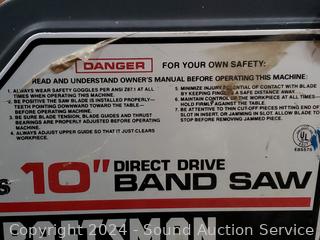 DANGER FOR YOUR OWN SAFETY:
READ AND UNDERSTAND OWNER'S MANUAL BEFORE OPERATING THIS MACHINE:
1. ALWAYS WEAR SAFETY GOGGLES PER ANSI Z87.1 AT ALL
TIMES WHEN OPERATING THIS MACHINE.
2. BE POSITIVE THE SAW BLADE IS INSTALLED PROPERLY—
TEETH POINTING DOWNWARD TOWARD THE TABLE—
BEFORE OPERATING THIS MACHINE.
3. BE SURE BLADE TENSION, BLADE GUIDES AND THRUST
BEARINGS ARE PROPERLY ADJUSTED BEFORE OPERATING
THIS MACHINE.
4. ALWAYS ADJUST UPPER GUIDE SO THAT IT JUST CLEARS
WORKPIECE.
5. MINIMIZE INJURY POTENTIAL OF CONTACT WITH BLADE
BY KEEPING A SAFE DISTANCE AWAY.
6. MAINTAIN CONTROL OF THE WORKPIECE AT ALL TIMES
HOLD FIRMLY AGAINST THE TABLE.
7. BE ATTENTIVE TO THIN CUT-OFF PIECES HITTING END OF
SLOT IN INSERT, OR JAMMING IN SLOT. ALLOW BLADE TO
STOP BEFORE REMOVING JAMMED PIECE.
10" DIRECT DRIVE
BAND SAW
UL
Copyright 2024 - Sound Auction Service